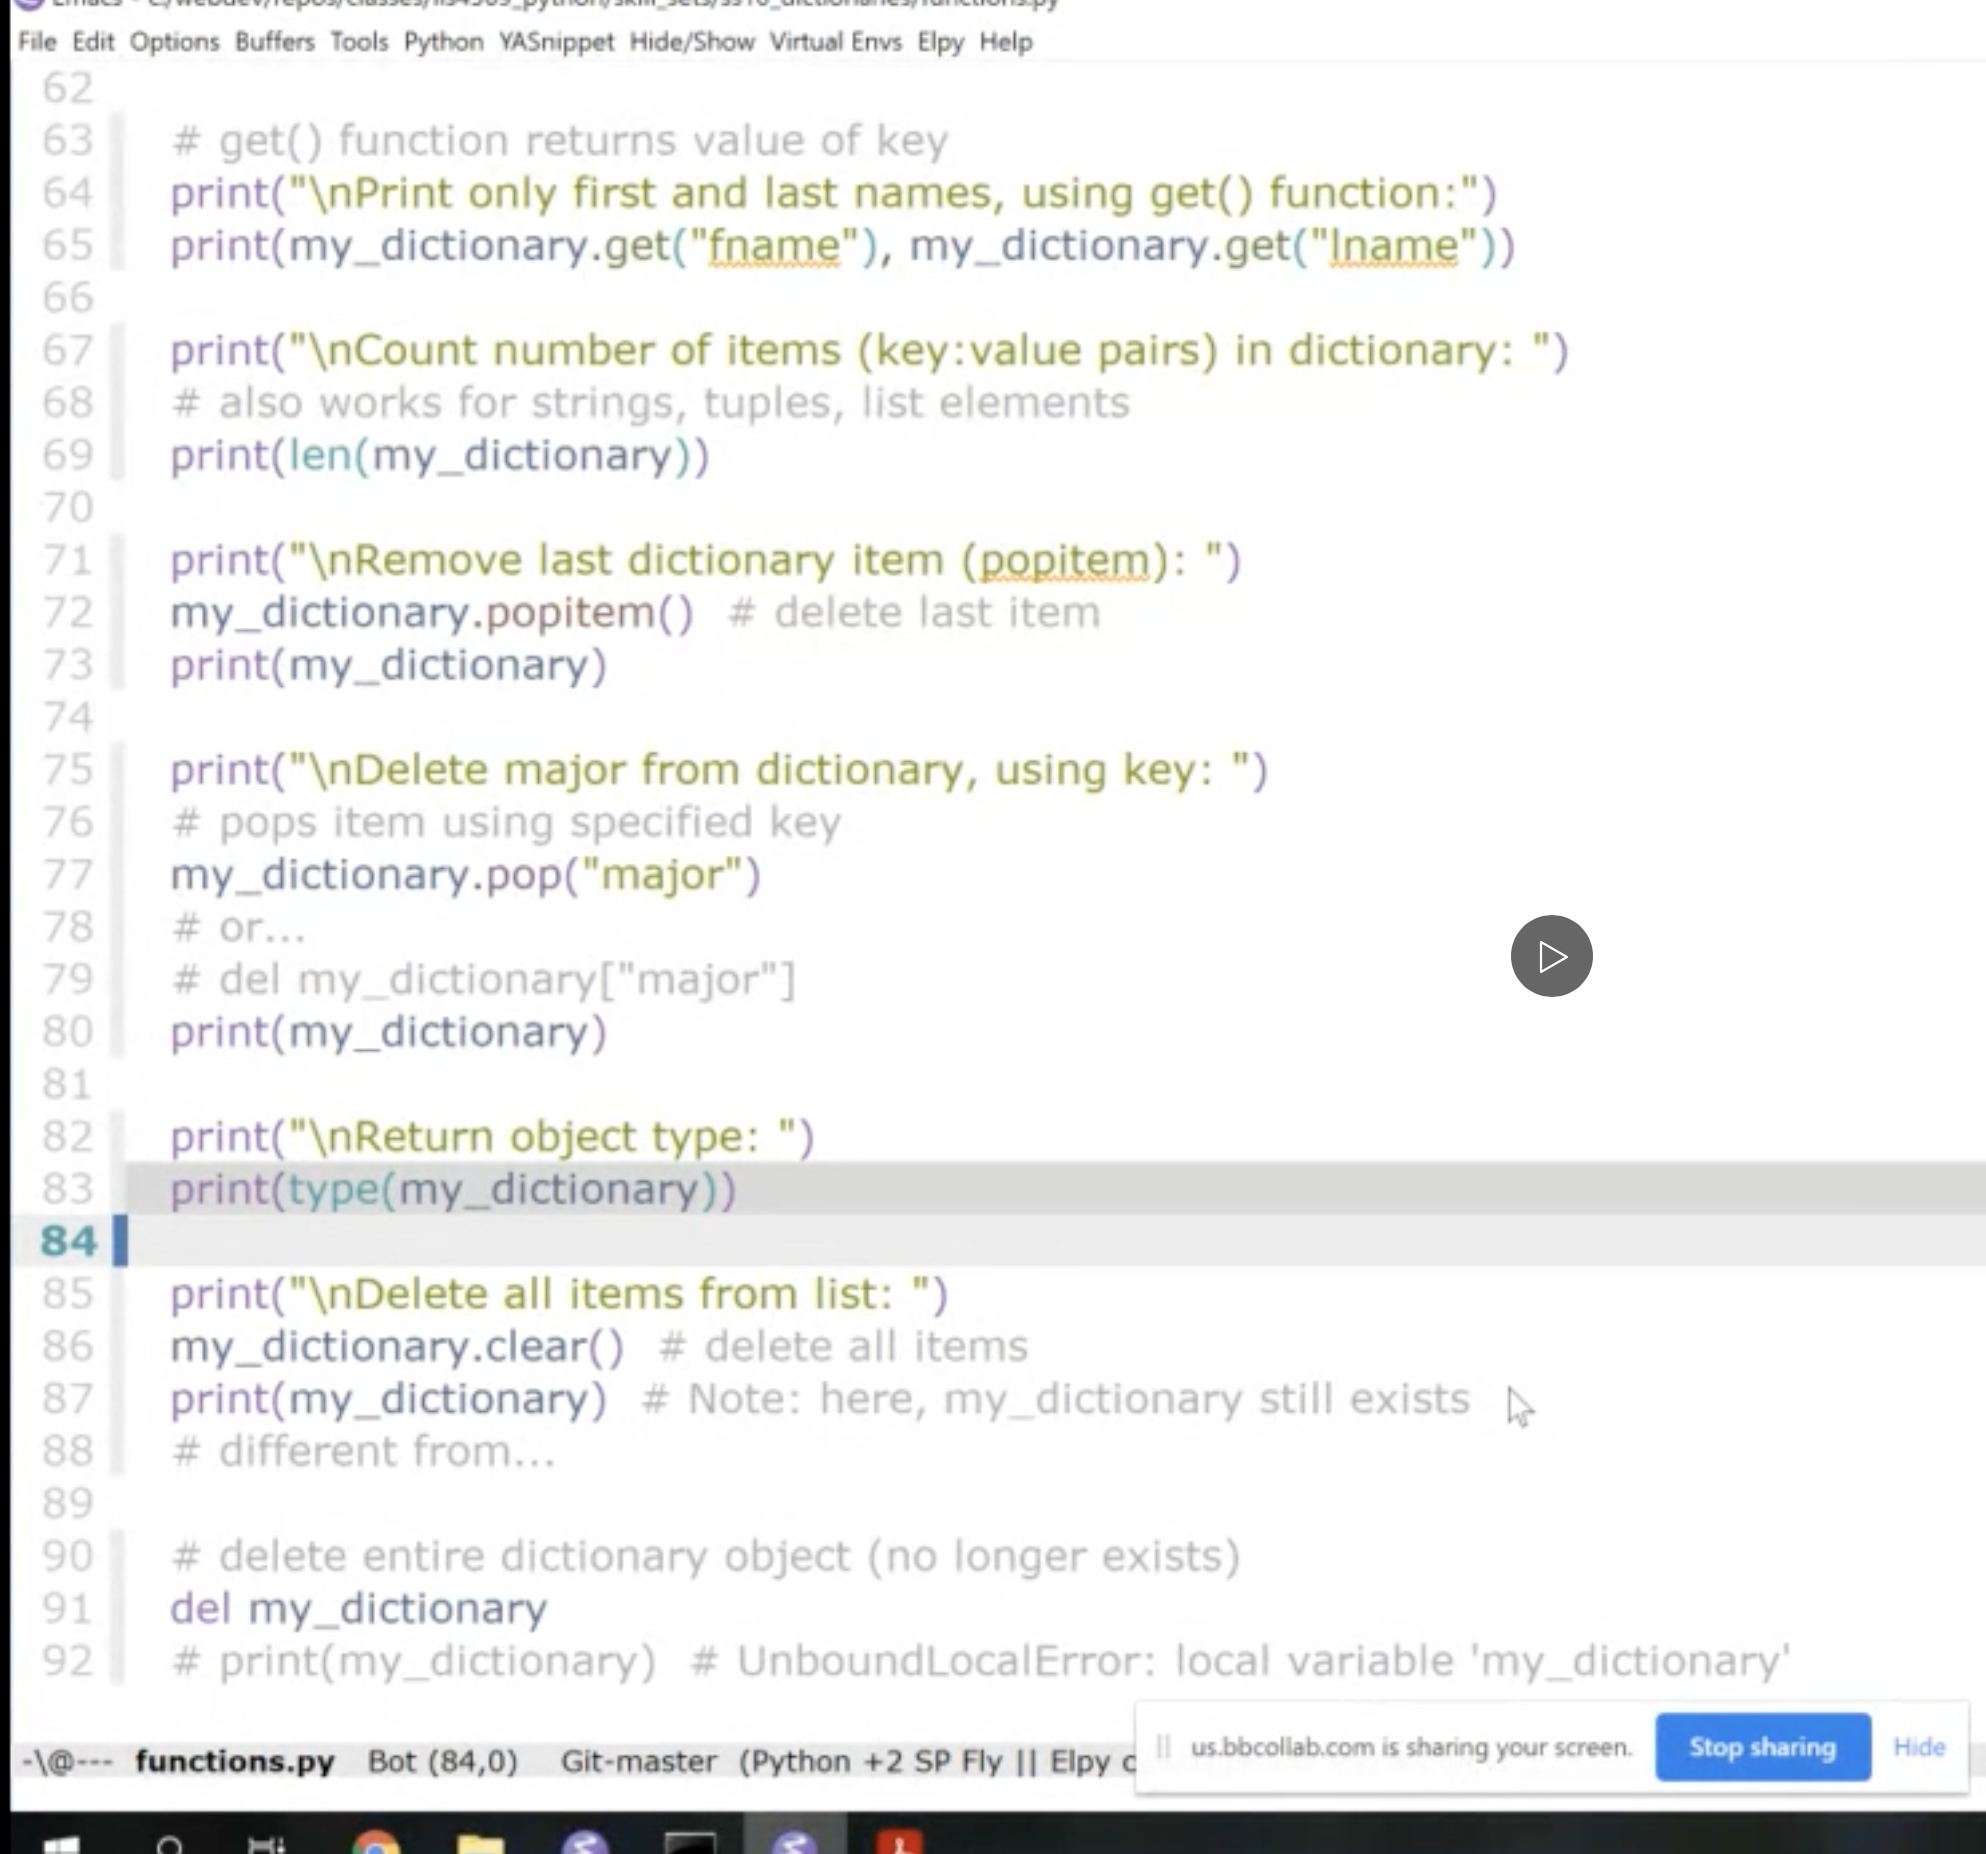 File Edit Options Buffers Tools Python YASnippet Hide/Show Virtual Envs Elpy Help
62
63 # get() function returns value of key
64 print("\nPrint only first and last names, using get() function:")
65 print(my_dictionary.get("fname"), my_dictionary.get("lname"))
66
67 print("\nCount number of items (key:value pairs) in dictionary: ")
68 # also works for strings, tuples, list elements
69 print(len(my_dictionary))
70
71 print("\nRemove last dictionary item (popitem): ")
72 my_dictionary.popitem()  # delete last item
73 print(my_dictionary)
74
75 print("\nDelete major from dictionary, using key: ")
76 # pops item using specified key
77 my_dictionary.pop("major")
78 # or...
79 # del my_dictionary["major"]
80 print(my_dictionary)
81
82 print("\nReturn object type: ")
83 print(type(my_dictionary))
84
85 print("\nDelete all items from list: ")
86 my_dictionary.clear()  # delete all items
87 print(my_dictionary)  # Note: here, my_dictionary still exists
88 # different from...
89
90 # delete entire dictionary object (no longer exists)
91 del my_dictionary
92 # print(my_dictionary)  # UnboundLocalError: local variable 'my_dictionary'
-\@--- functions.py Bot (84,0) Git-master (Python +2 SP Fly || Elpy
us.bbcollab.com is sharing your screen. Stop sharing Hide